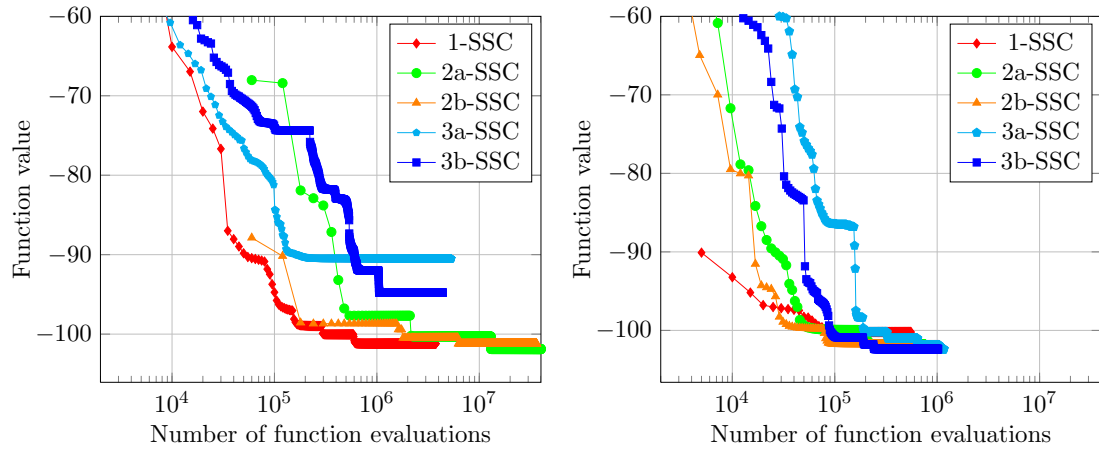 −60
−70
−80
−90
−100
10^4
10^5
10^6
10^7
Number of function evaluations
Function value
1-SSC
2a-SSC
2b-SSC
3a-SSC
3b-SSC
−60
−70
−80
−90
−100
10^4
10^5
10^6
10^7
Number of function evaluations
Function value
1-SSC
2a-SSC
2b-SSC
3a-SSC
3b-SSC